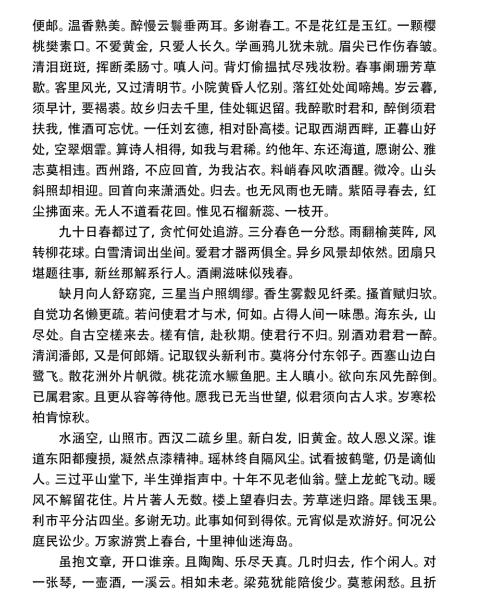 便邮。温香熟美。醉慢云鬟垂两耳。多谢春工。不是花红是玉红。一颗樱
桃樊素口。不爱黄金，只爱人长久。学画鸦儿犹未就。眉尖已作伤春皱。
清泪斑斑，挥断柔肠寸。嗔人问。背灯偷揾拭尽残妆粉。春事阑珊芳草
歇。客里风光，又过清明节。小院黄昏人忆别。落红处处闻啼鴂。岁云暮，
须早计，要褐裘。故乡归去千里，佳处辄迟留。我醉歌时君和，醉倒须君
扶我，惟酒可忘忧。一任刘玄德，相对卧高楼。记取西湖西畔，正暮山好
处，空翠烟霏。算诗人相得，如我与君稀。约他年、东还海道，愿谢公、雅
志莫相违。西州路，不应回首，为我沾衣。料峭春风吹酒醒。微冷。山头
斜照却相迎。回首向来潇洒处。归去。也无风雨也无晴。紫陌寻春去，红
尘拂面来。无人不道看花回。惟见石榴新蕊、一枝开。
九十日春都过了，贪忙何处追游。三分春色一分愁。雨翻榆荚阵，风
转柳花球。白雪清词出坐间。爱君才器两俱全。异乡风景却依然。团扇只
堪题往事，新丝那解系行人。酒阑滋味似残春。
缺月向人舒窈窕，三星当户照绸缪。香生雾縠见纤柔。搔首赋归欤。
自觉功名懒更疏。若问使君才与术，何如。占得人间一味愚。海东头，山
尽处。自古空槎来去。槎有信，赴秋期。使君行不归。别酒劝君君一醉。
清润潘郎，又是何郎婿。记取钗头新利市。莫将分付东邻子。西塞山边白
鹭飞。散花洲外片帆微。桃花流水鳜鱼肥。主人瞋小。欲向东风先醉倒。
已属君家。且更从容等待他。愿我已无当世望，似君须向古人求。岁寒松
柏肯惊秋。
水涵空，山照市。西汉二疏乡里。新白发，旧黄金。故人恩义深。谁
道东阳都瘦损，凝然点漆精神。瑶林终自隔风尘。试看披鹤氅，仍是谪仙
人。三过平山堂下，半生弹指声中。十年不见老仙翁。壁上龙蛇飞动。暖
风不解留花住。片片著人无数。楼上望春归去。芳草迷归路。犀钱玉果。
利市平分沾四坐。多谢无功。此事如何到得侬。元宵似是欢游好。何况公
庭民讼少。万家游赏上春台，十里神仙迷海岛。
虽抱文章，开口谁亲。且陶陶、乐尽天真。几时归去，作个闲人。对
一张琴，一壶酒，一溪云。相如未老。梁苑犹能陪俊少。莫惹闲愁。且折